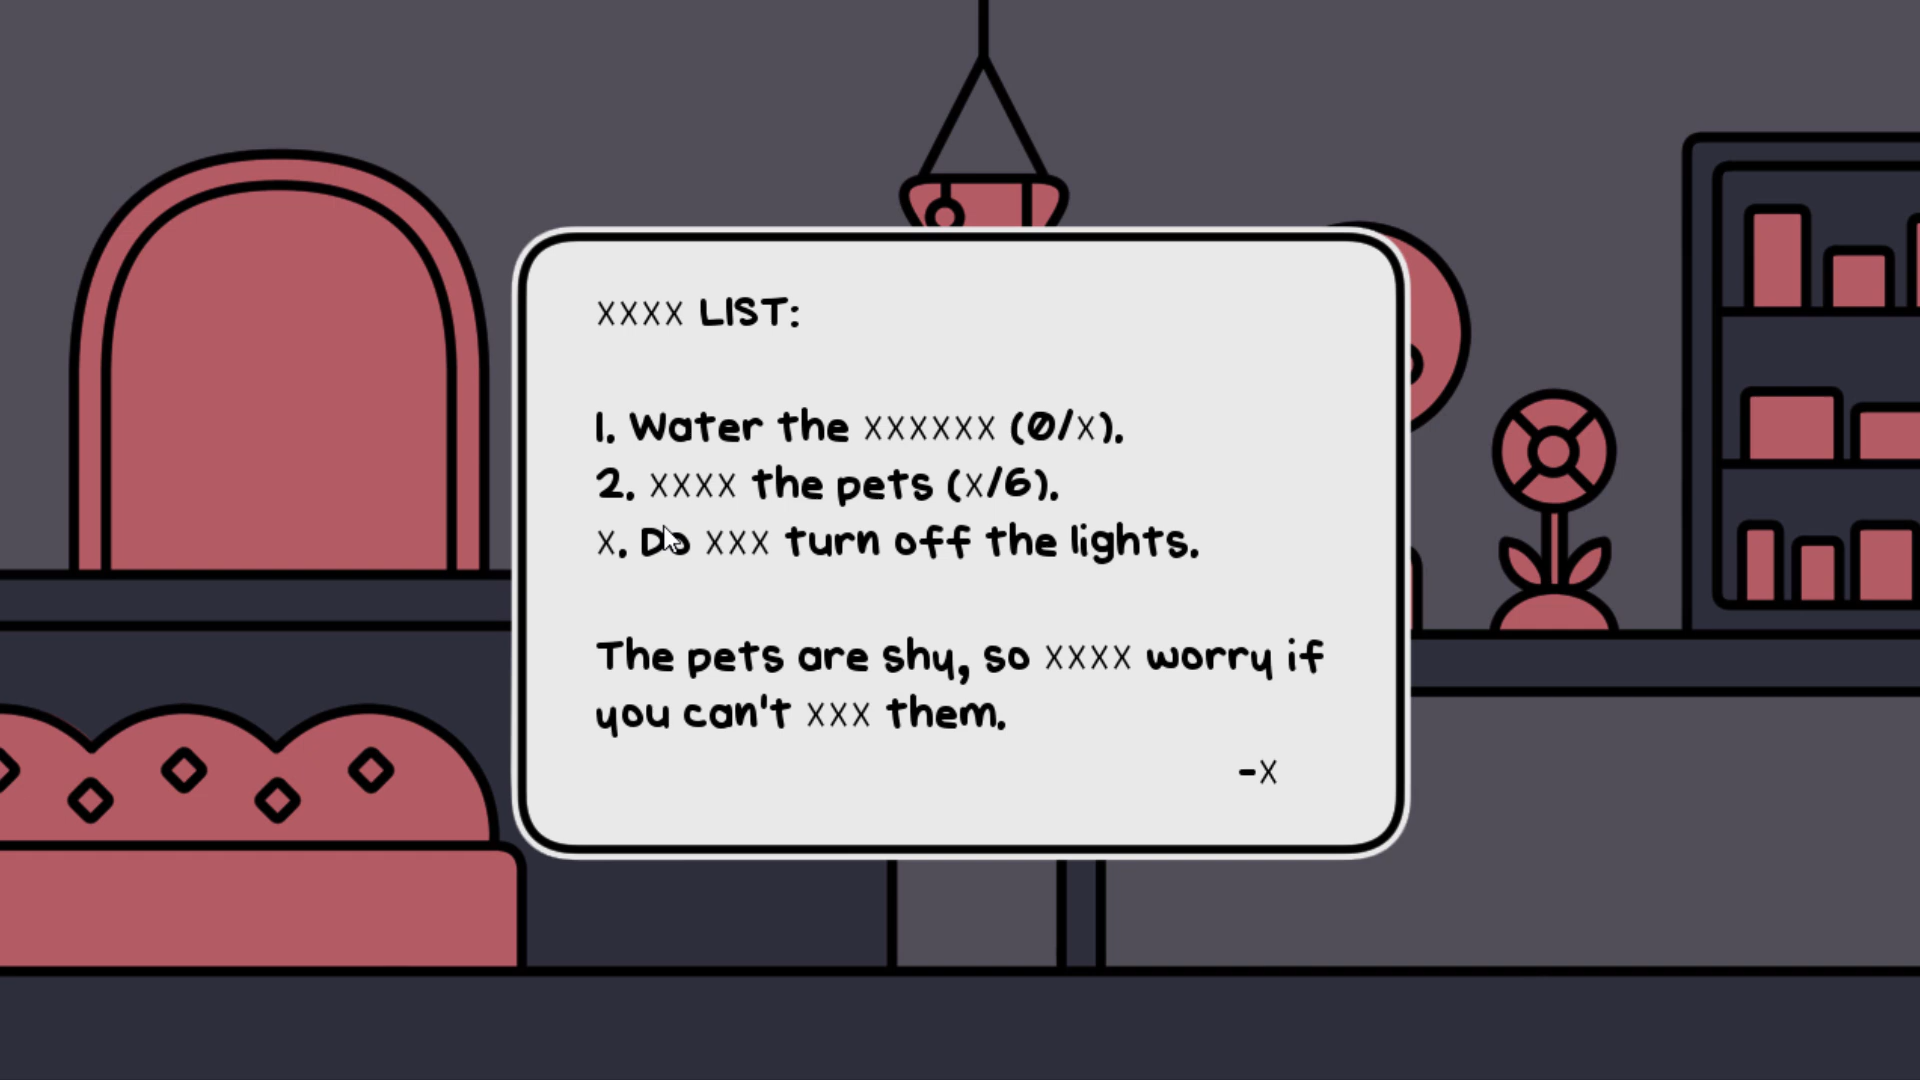 xxxx LIST:
1. Water the xxxxxx (0/x).
2. xxxx the pets (x/6).
x. Do xxx turn off the lights.
The pets are shy, so xxxx worry if
you can't xxx them.
-x